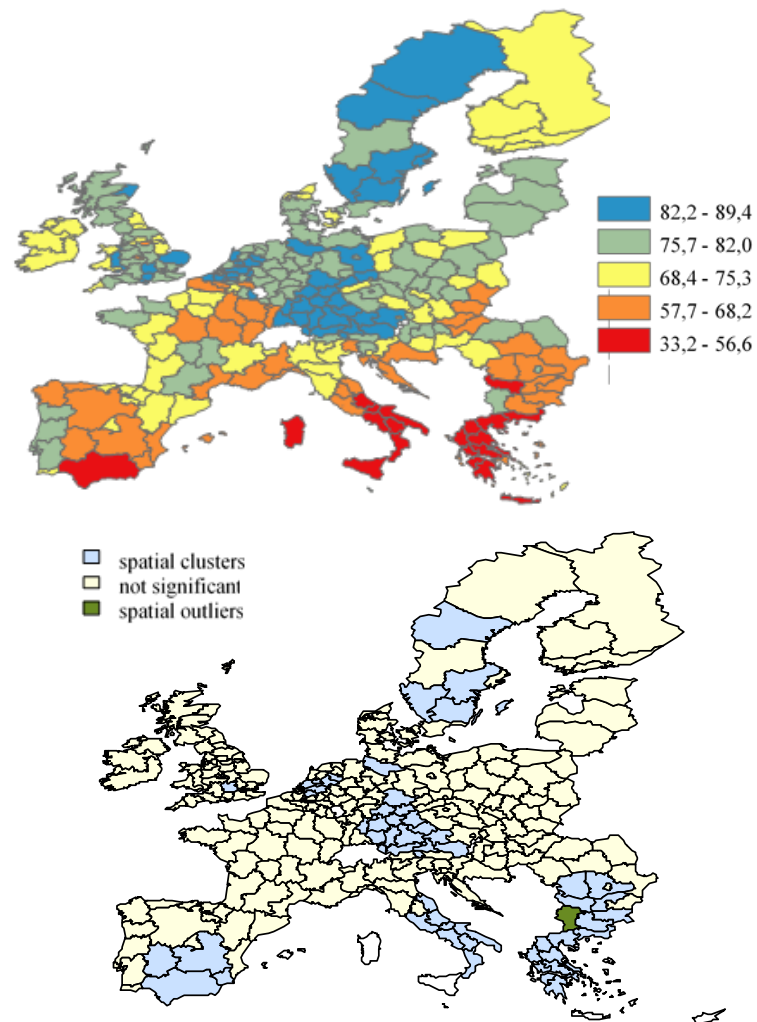 82,2 - 89,4
75,7 - 82,0
68,4 - 75,3
57,7 - 68,2
33,2 - 56,6
spatial clusters
not significant
spatial outliers